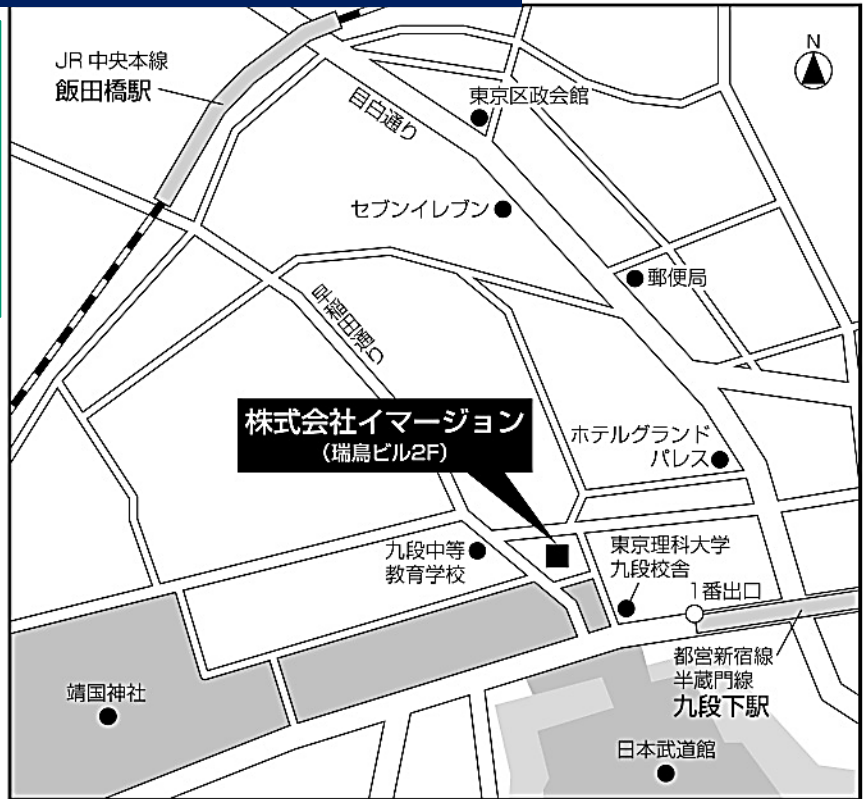 JR 中央本線
飯田橋駅
N
目白通り
東京区政会館
セブンイレブン
郵便局
早稲田通り
株式会社イマージョン
（瑞鳥ビル2F）
ホテルグランド
パレス
九段中等
教育学校
東京理科大学
九段校舎
1番出口
都営新宿線
半蔵門線
九段下駅
靖国神社
日本武道館